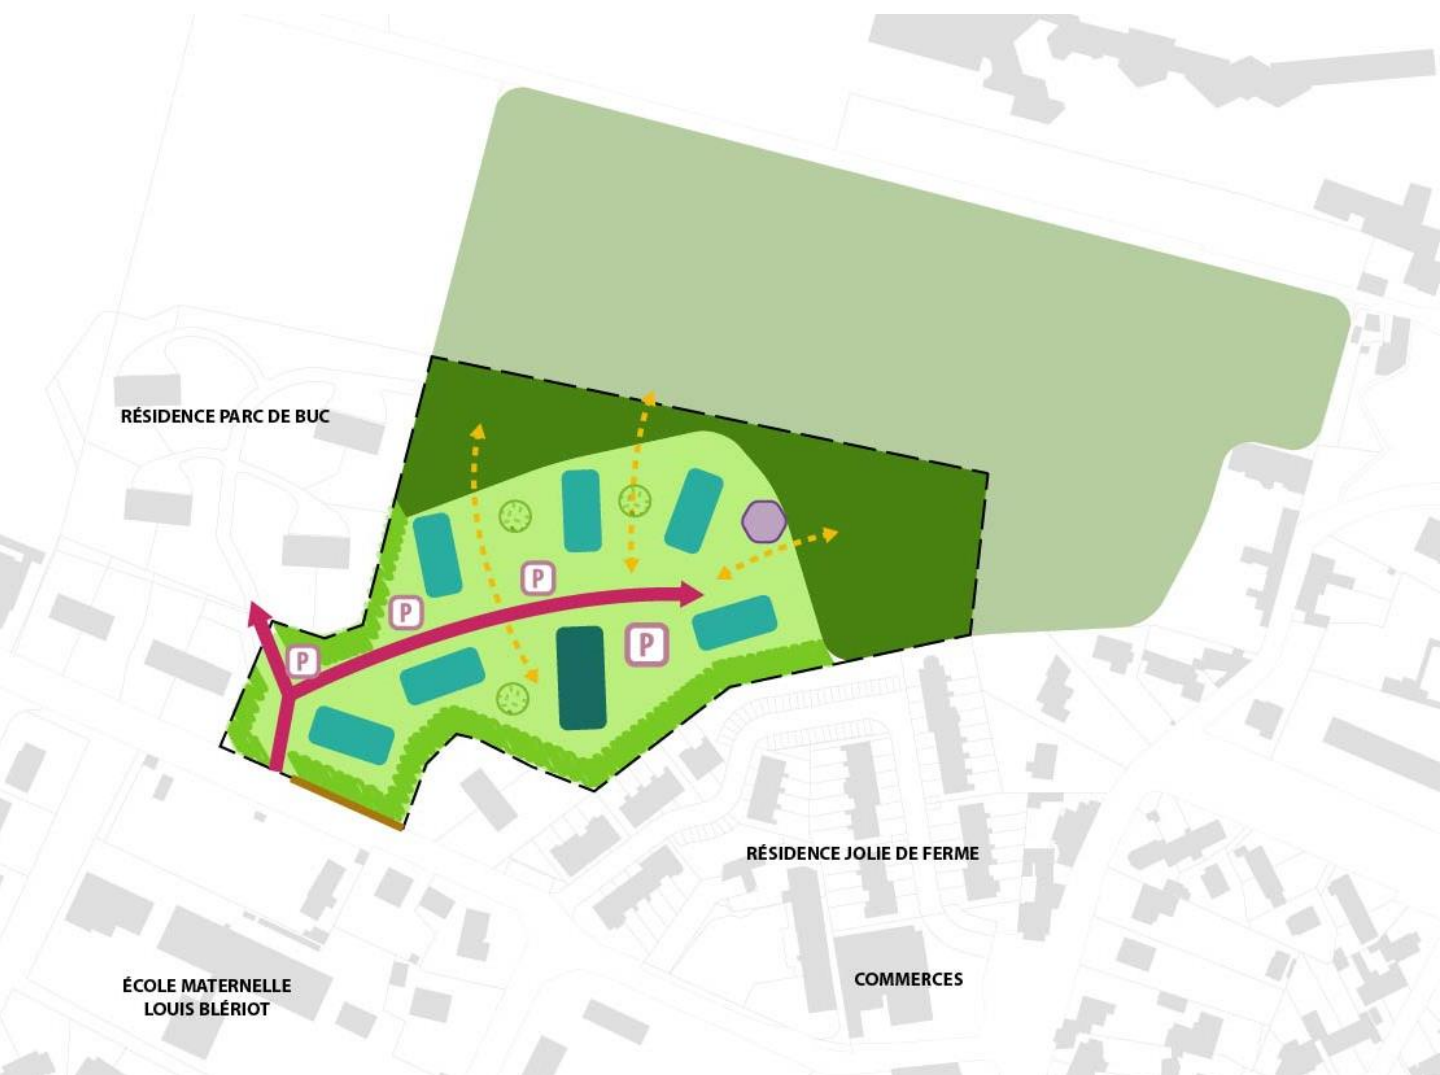 RÉSIDENCE PARC DE BUC
P
P
P
P
RÉSIDENCE JOLIE DE FERME
COMMERCES
ÉCOLE MATERNELLE
LOUIS BLÉRIOT